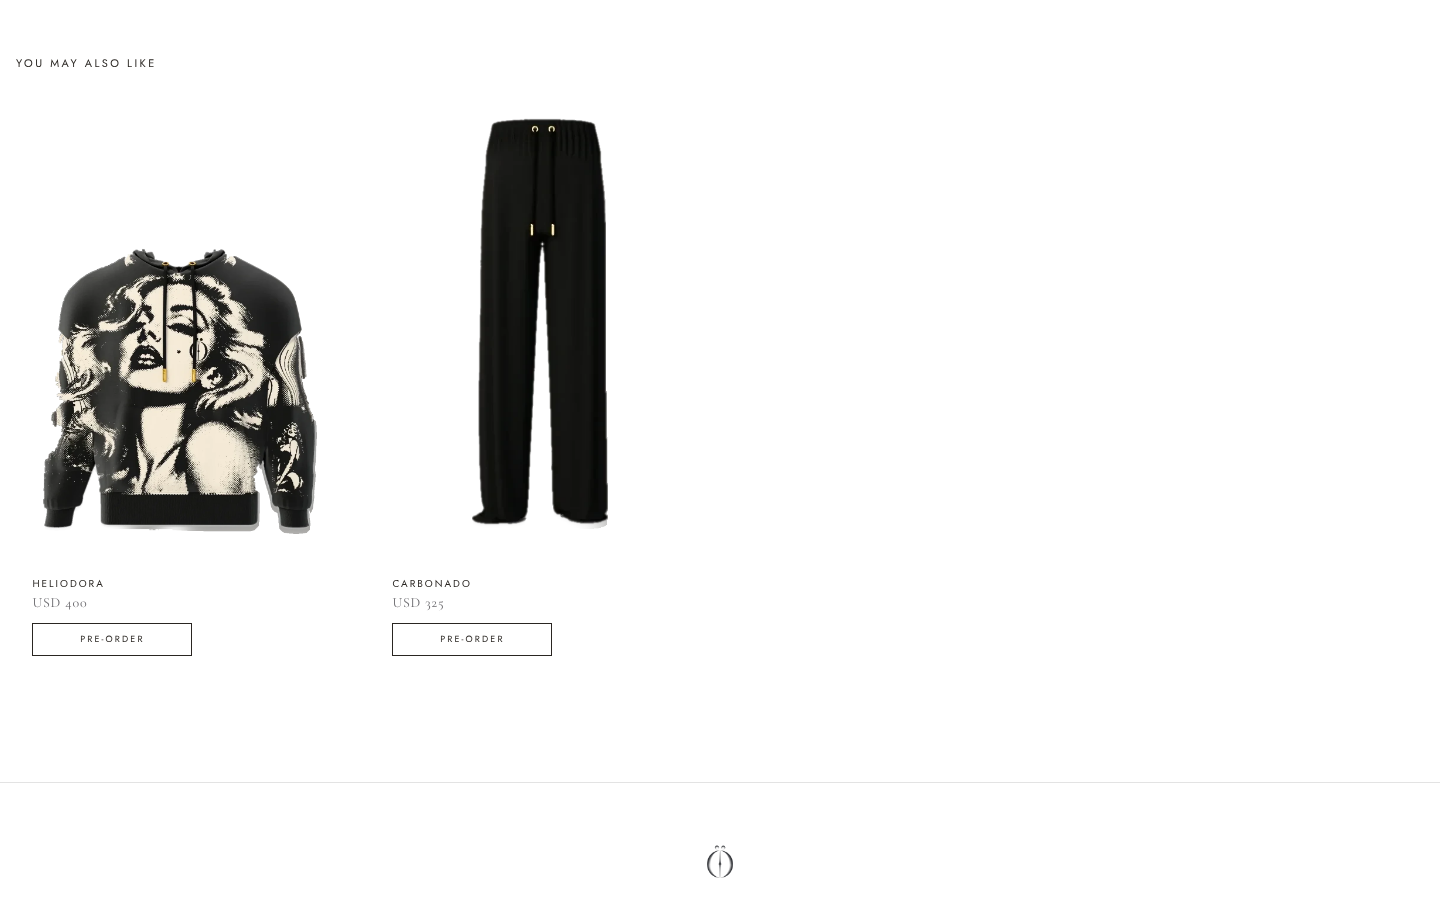 YOU MAY ALSO LIKE
HELIODORA
USD 400
PRE-ORDER
CARBONADO
USD 325
PRE-ORDER